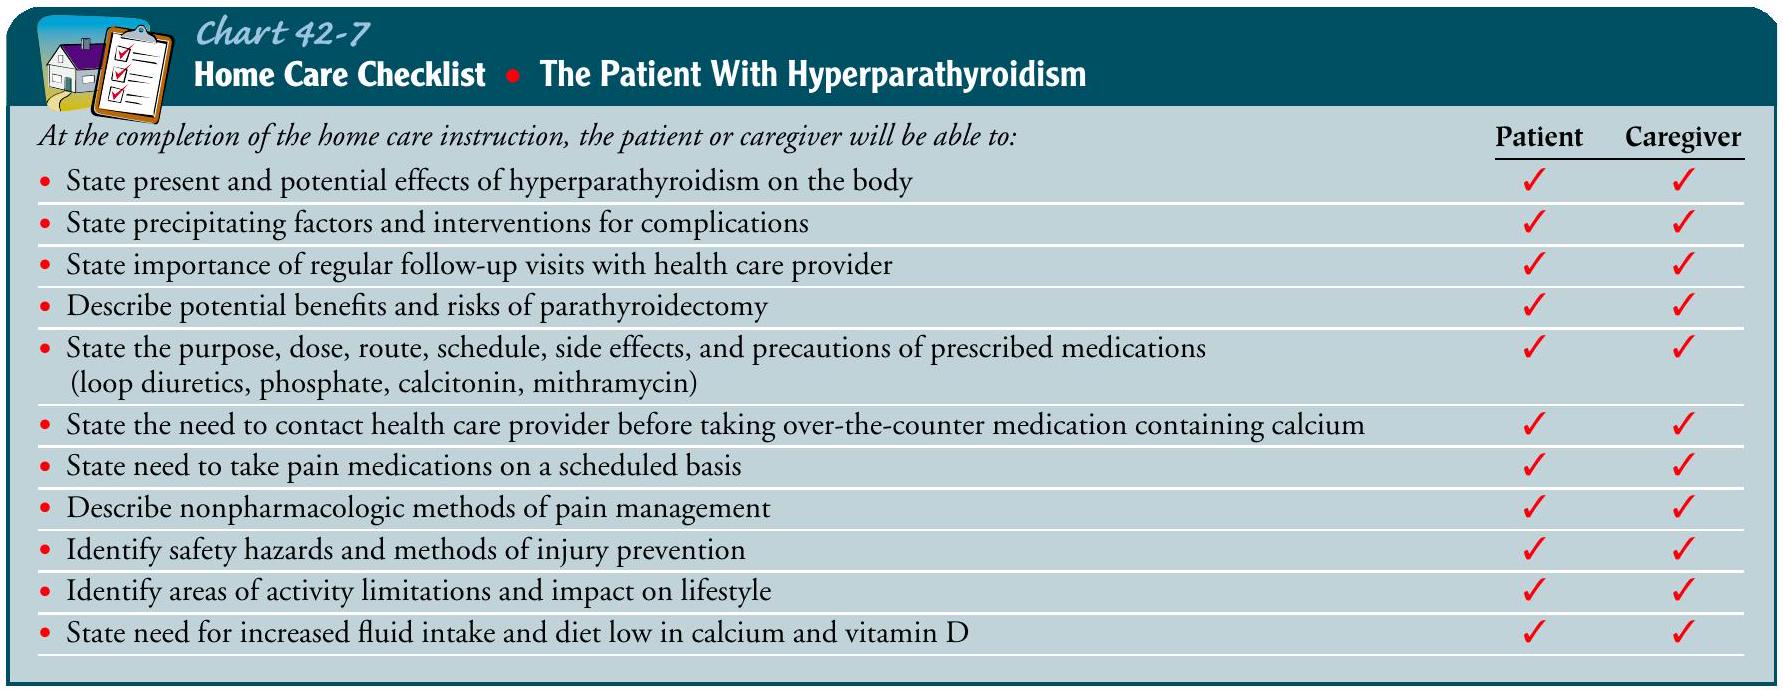 Chart 42-7
Home Care Checklist • The Patient With Hyperparathyroidism
At the completion of the home care instruction, the patient or caregiver will be able to: Patient Caregiver
• State present and potential effects of hyperparathyroidism on the body ✓ ✓
• State precipitating factors and interventions for complications ✓ ✓
• State importance of regular follow-up visits with health care provider ✓ ✓
• Describe potential benefits and risks of parathyroidectomy ✓ ✓
• State the purpose, dose, route, schedule, side effects, and precautions of prescribed medications ✓ ✓
(loop diuretics, phosphate, calcitonin, mithramycin)
• State the need to contact health care provider before taking over-the-counter medication containing calcium ✓ ✓
• State need to take pain medications on a scheduled basis ✓ ✓
• Describe nonpharmacologic methods of pain management ✓ ✓
• Identify safety hazards and methods of injury prevention ✓ ✓
• Identify areas of activity limitations and impact on lifestyle ✓ ✓
• State need for increased fluid intake and diet low in calcium and vitamin D ✓ ✓